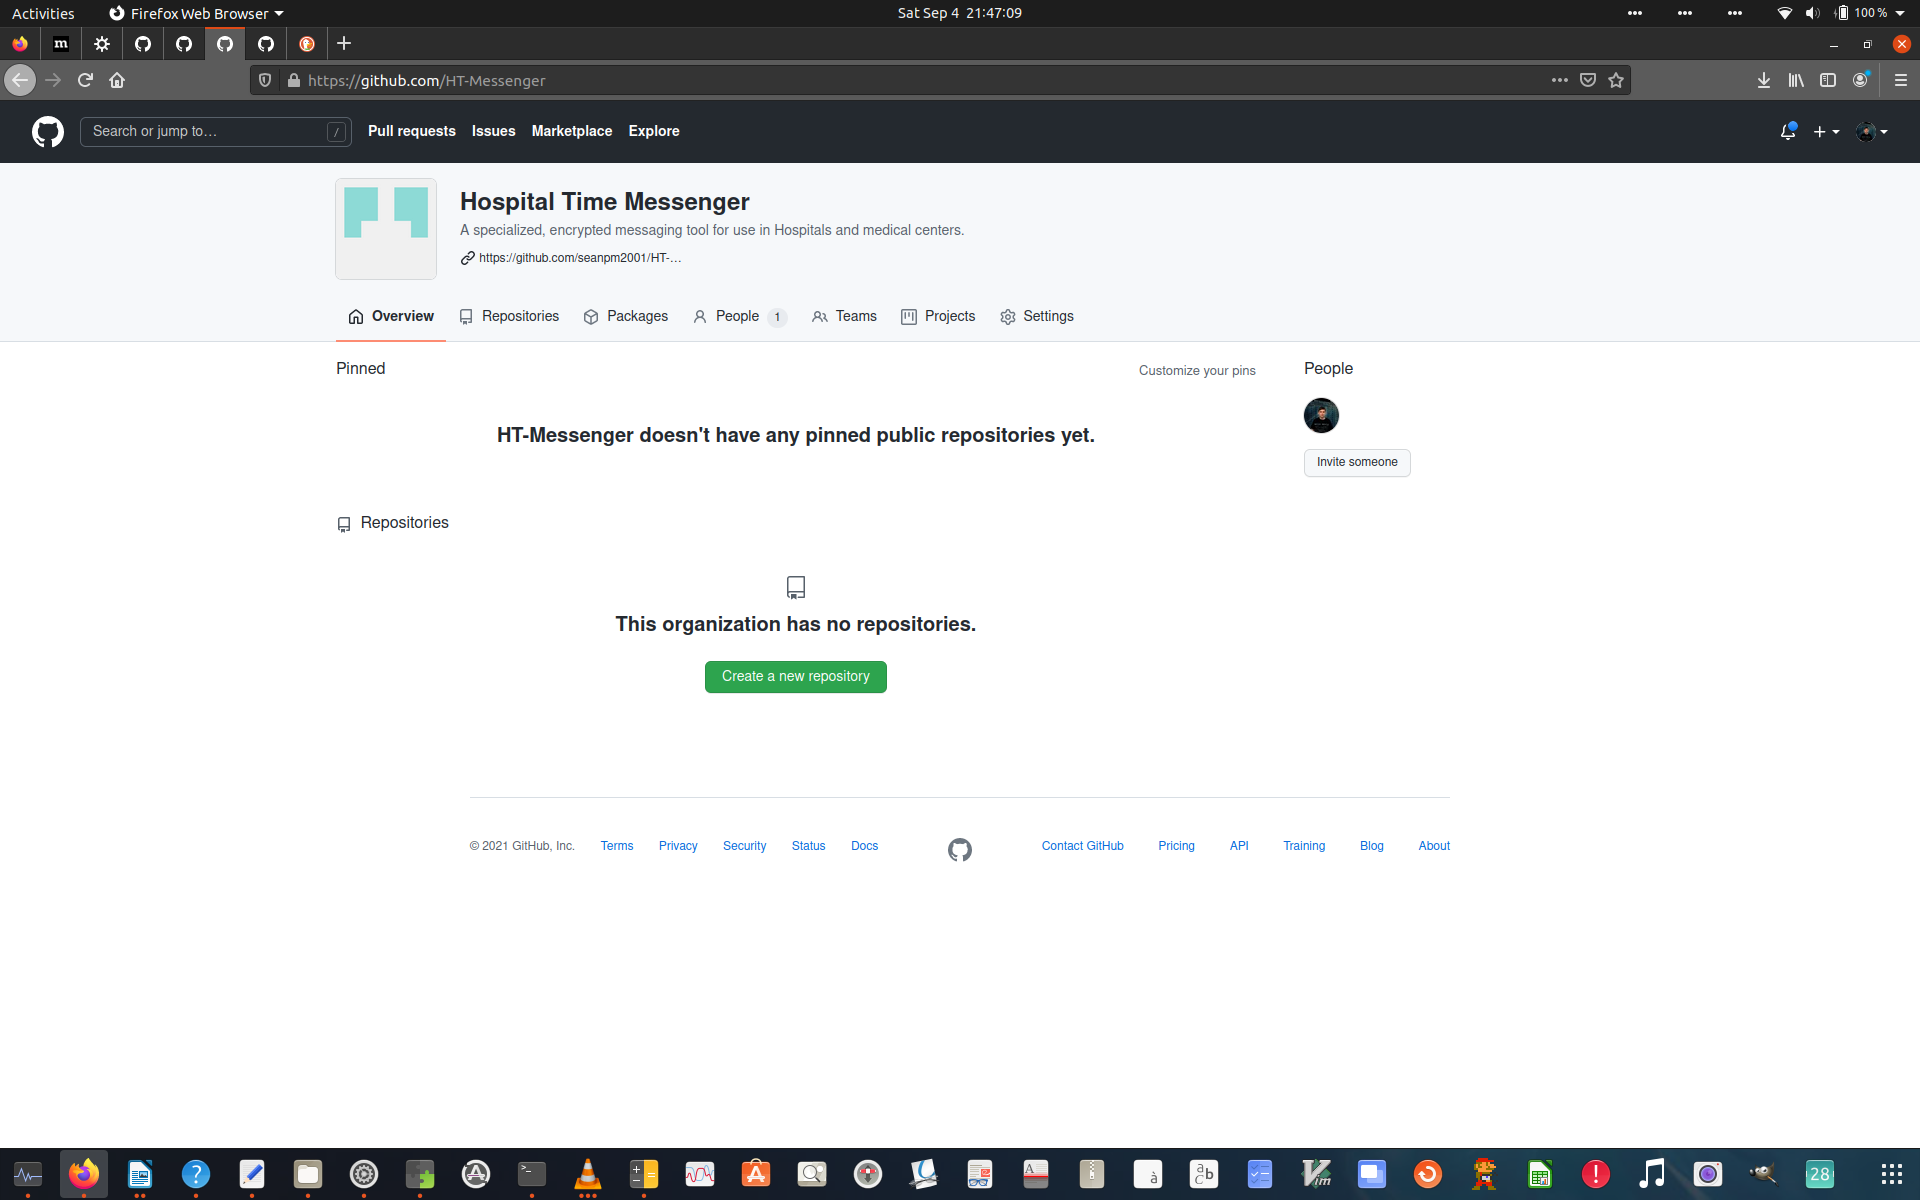 Activities Firefox Web Browser Sat Sep 4 21:47:09 100 %
m
https://github.com/HT-Messenger
Search or jump to… / Pull requests Issues Marketplace Explore
Hospital Time Messenger
A specialized, encrypted messaging tool for use in Hospitals and medical centers.
https://github.com/seanpm2001/HT-…
Overview Repositories Packages People 1 Teams Projects Settings
Pinned Customize your pins People
HT-Messenger doesn't have any pinned public repositories yet.
Invite someone
Repositories
This organization has no repositories.
Create a new repository
© 2021 GitHub, Inc. Terms Privacy Security Status Docs Contact GitHub Pricing API Training Blog About
28